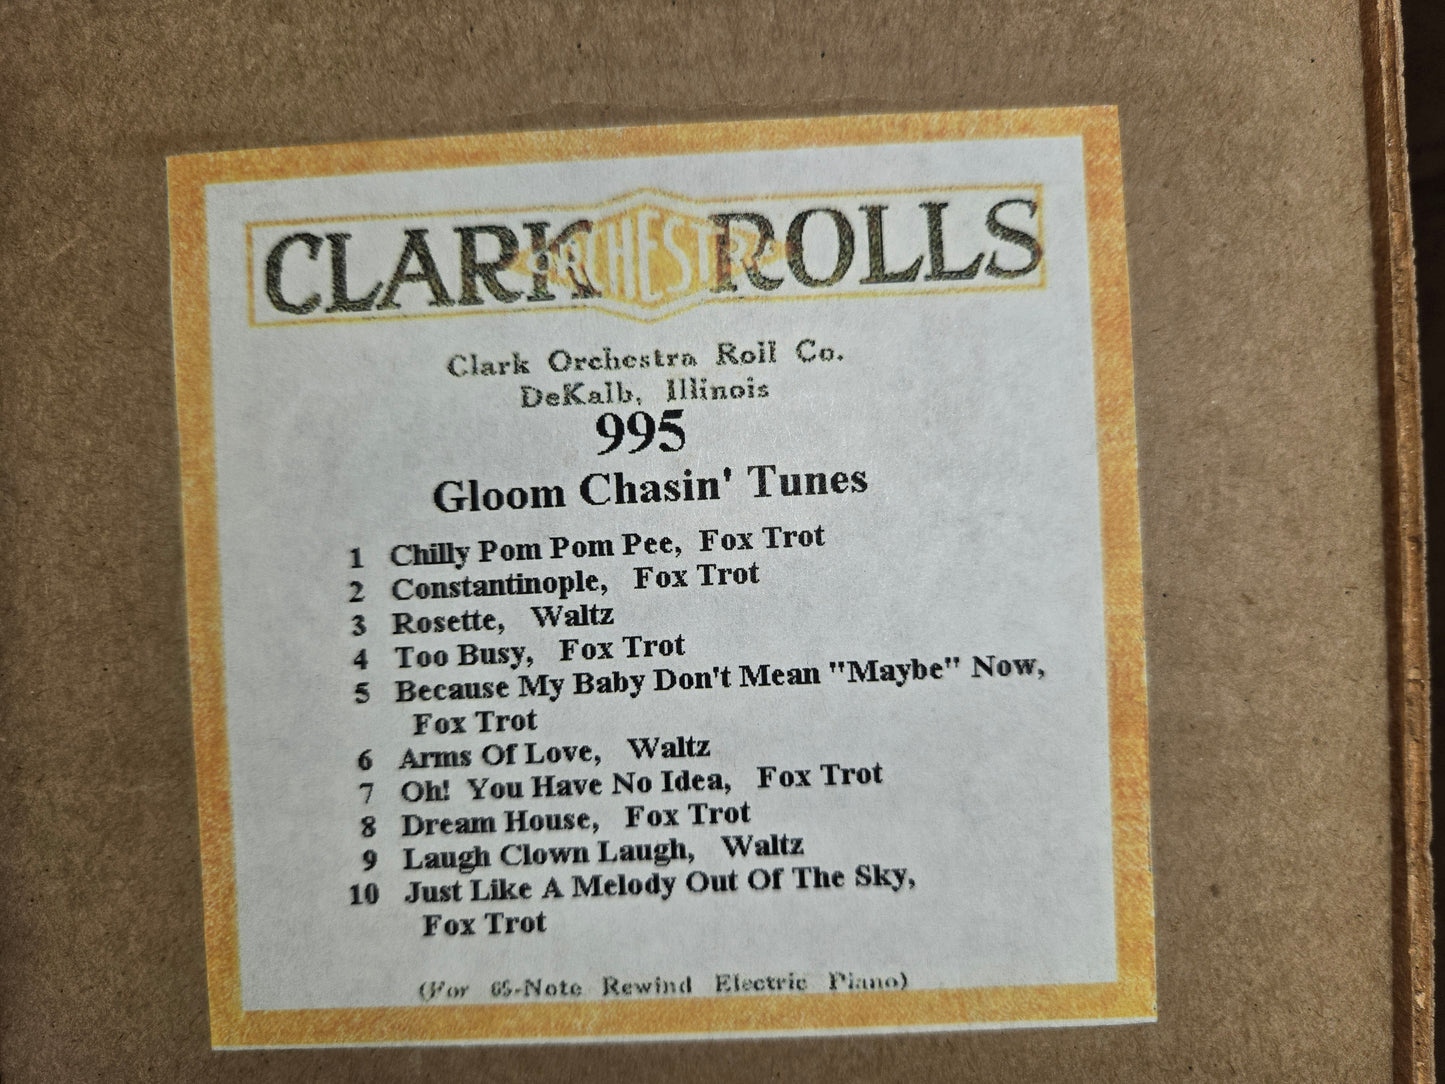 CLARK ORCHESTRA ROLLS
Clark Orchestra Roll Co.
DeKalb, Illinois
995
Gloom Chasin' Tunes
1 Chilly Pom Pom Pee, Fox Trot
2 Constantinople, Fox Trot
3 Rosette, Waltz
4 Too Busy, Fox Trot
5 Because My Baby Don't Mean "Maybe" Now,
Fox Trot
6 Arms Of Love, Waltz
7 Oh! You Have No Idea, Fox Trot
8 Dream House, Fox Trot
9 Laugh Clown Laugh, Waltz
10 Just Like A Melody Out Of The Sky,
Fox Trot
(For 65-Note Rewind Electric Piano)